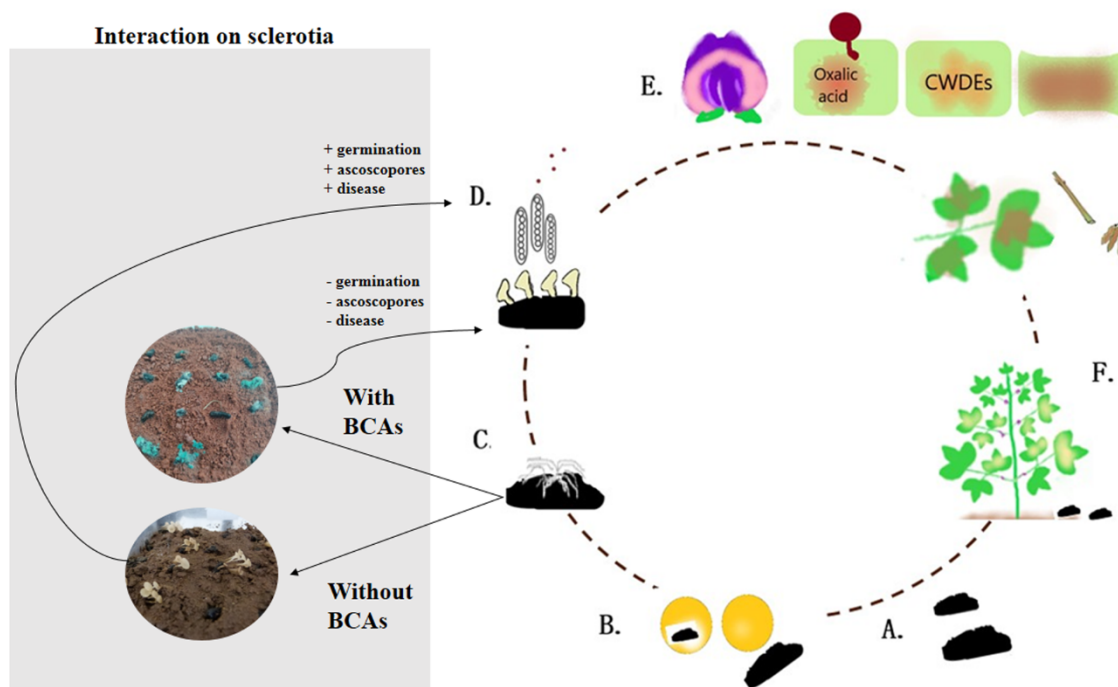 Interaction on sclerotia
+ germination
+ ascoscopores
+ disease
- germination
- ascoscopores
- disease
With
BCAs
Without
BCAs
E.
Oxalic
acid
CWDEs
D.
C.
F.
B.
A.